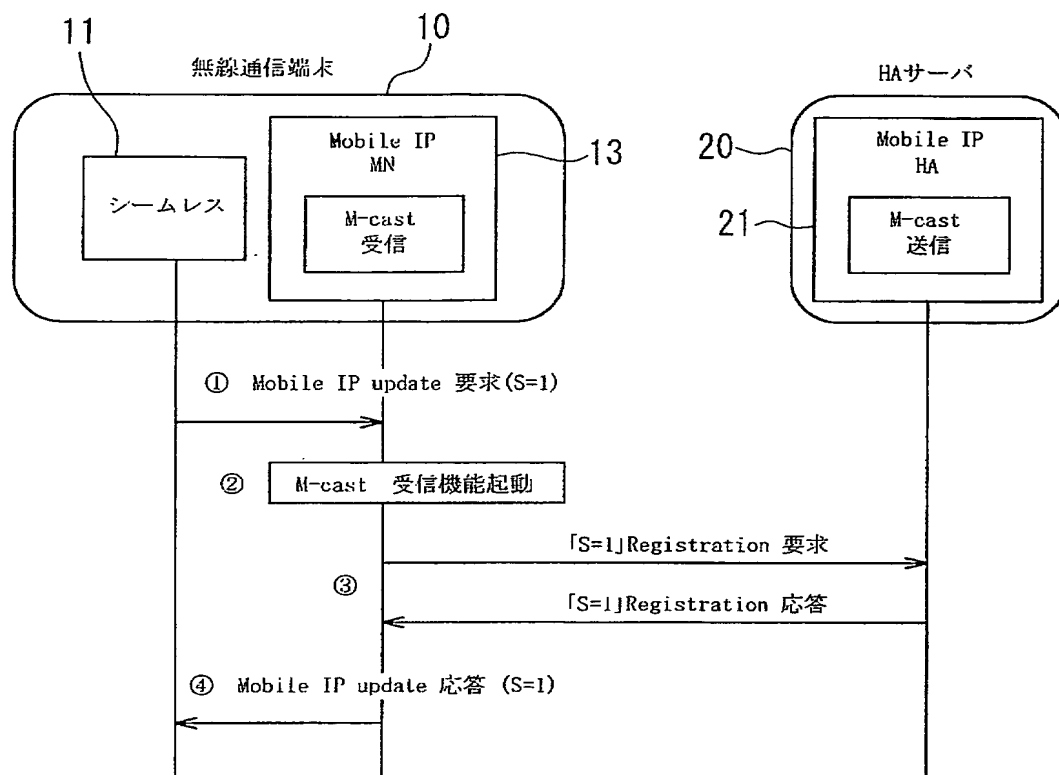 11
10
無線通信端末
HAサーバ
シームレス
Mobile IP
MN
M-cast
受信
13
20
21
Mobile IP
HA
M-cast
送信
① Mobile IP update 要求(S=1)
② M-cast 受信機能起動
「S=1」Registration 要求
③
「S=1」Registration 応答
④ Mobile IP update 応答 (S=1)